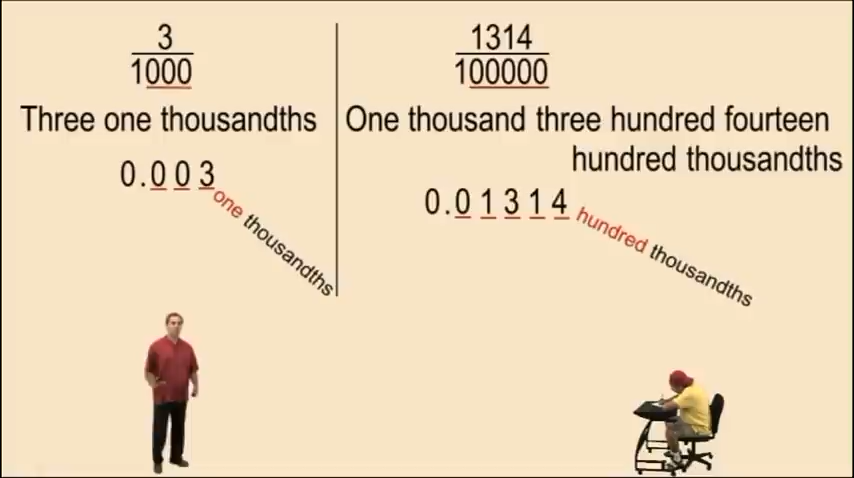 3
1000
Three one thousandths
0.003
one thousandths
1314
100000
One thousand three hundred fourteen
hundred thousandths
0.01314
hundred thousandths